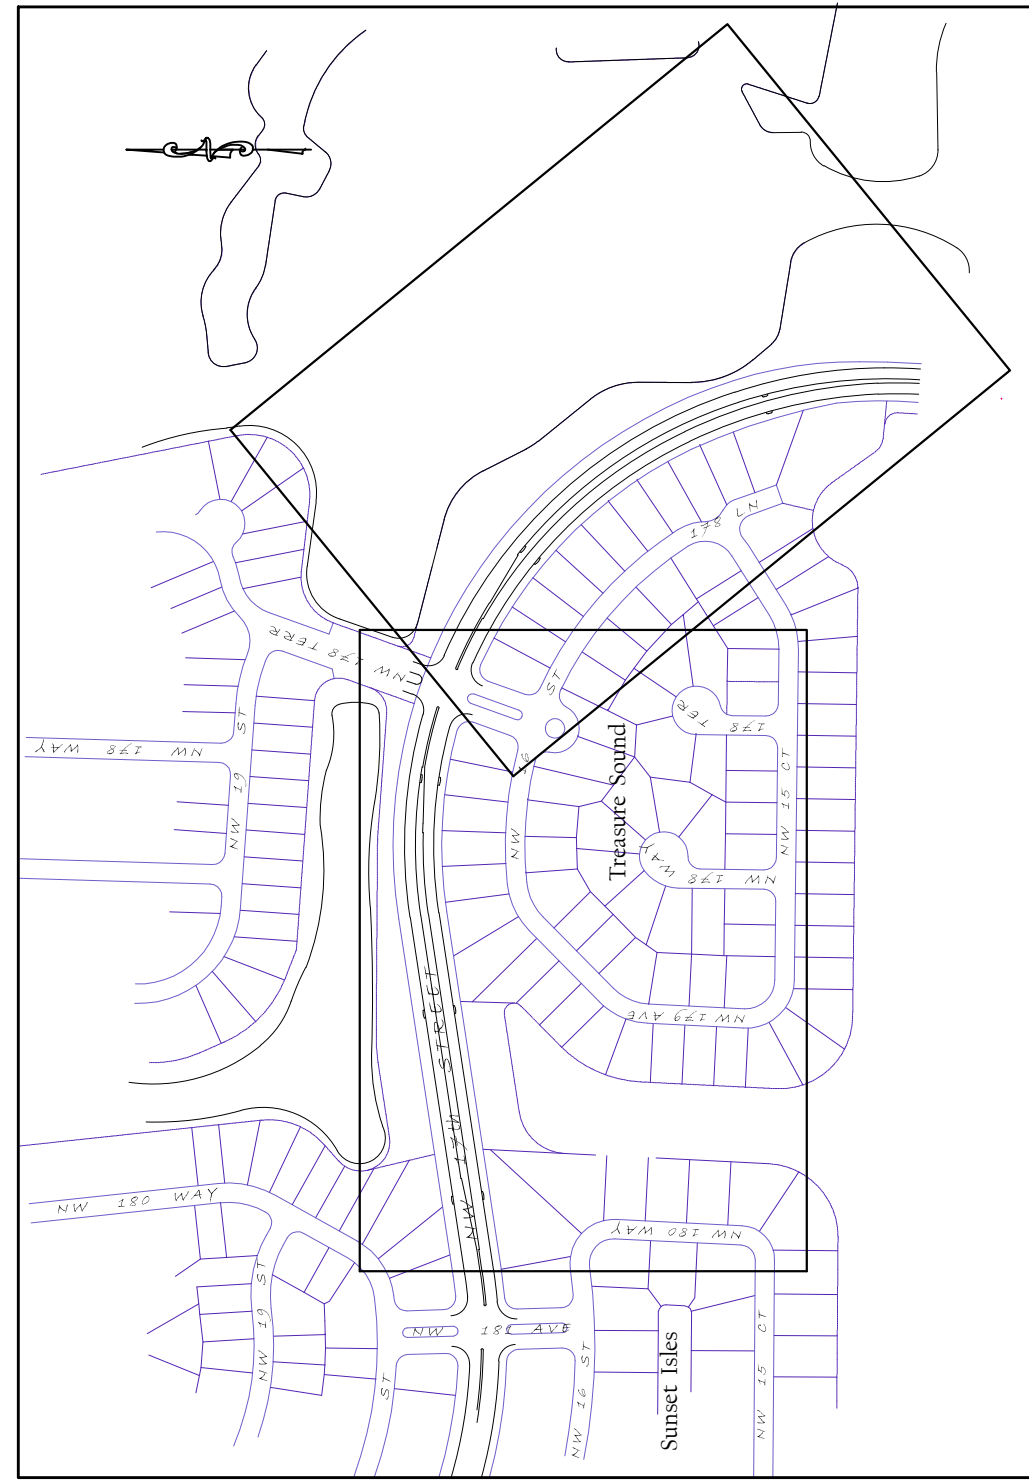 NW 178 TERR
178 LN
NW 178 WAY
NW 19 ST
NW 16 ST
178 TER
NW 15 CT
Treasure Sound
NW 178 WAY
NW 179 AVE
NW 17th STREET
NW 180 WAY
NW 19 ST
NW 180 WAY
NW 181 AVE
ST
NW 16 ST
Sunset Isles
NW 15 CT
N